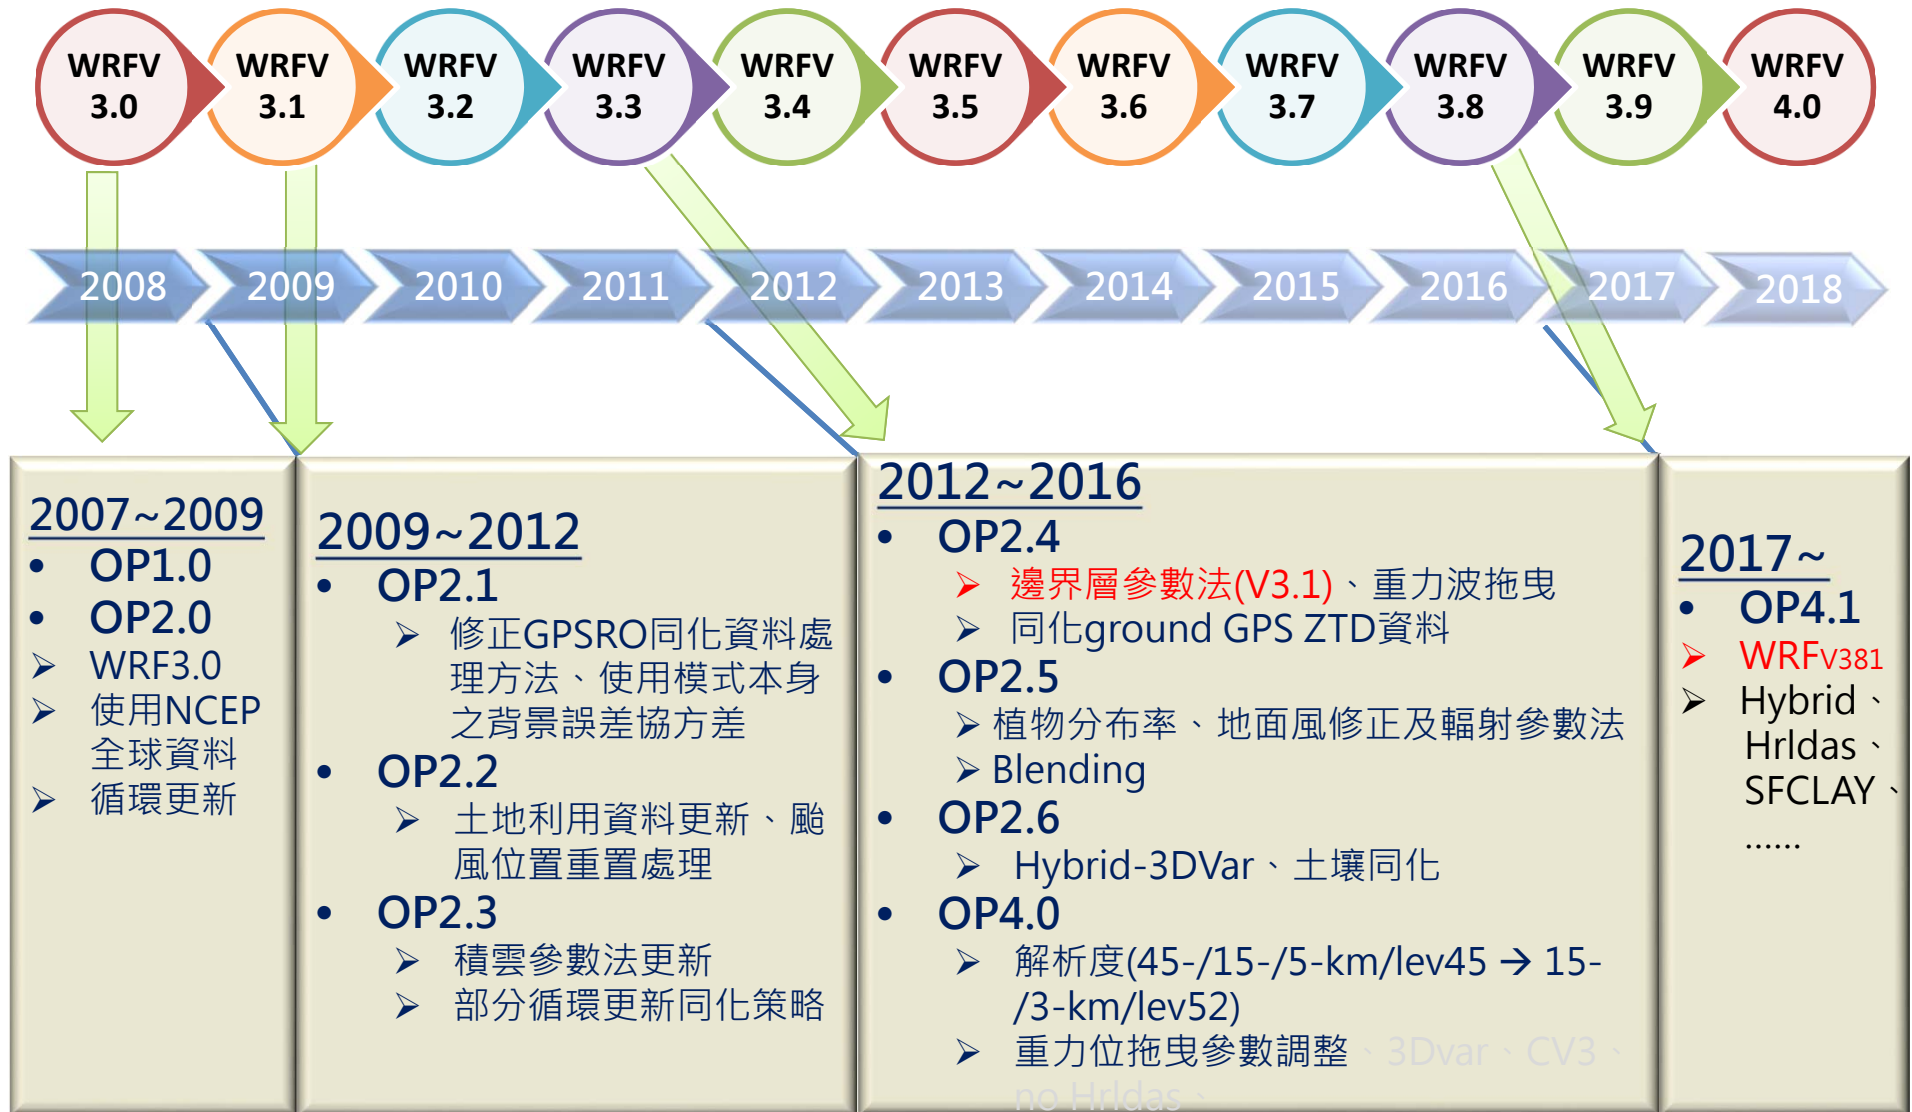 WRFV
3.0
WRFV
3.1
WRFV
3.2
WRFV
3.3
WRFV
3.4
WRFV
3.5
WRFV
3.6
WRFV
3.7
WRFV
3.8
WRFV
3.9
WRFV
4.0
2008
2009
2010
2011
2012
2013
2014
2015
2016
2017
2018
2007~2009
• OP1.0
• OP2.0
➢ WRF3.0
➢ 使用NCEP
全球資料
➢ 循環更新
2009~2012
• OP2.1
➢ 修正GPSRO同化資料處
理方法、使用模式本身
之背景誤差協方差
• OP2.2
➢ 土地利用資料更新、颱
風位置重置處理
• OP2.3
➢ 積雲參數法更新
➢ 部分循環更新同化策略
2012~2016
• OP2.4
➢ 邊界層參數法(V3.1)、重力波拖曳
➢ 同化ground GPS ZTD資料
• OP2.5
➢ 植物分布率、地面風修正及輻射參數法
➢ Blending
• OP2.6
➢ Hybrid-3DVar、土壤同化
• OP4.0
➢ 解析度(45-/15-/5-km/lev45 → 15-
/3-km/lev52)
➢ 重力位拖曳參數調整、3Dvar、CV3、
no Hrldas、
2017~
• OP4.1
➢ WRFV381
➢ Hybrid、
Hrldas、
SFCLAY、
......